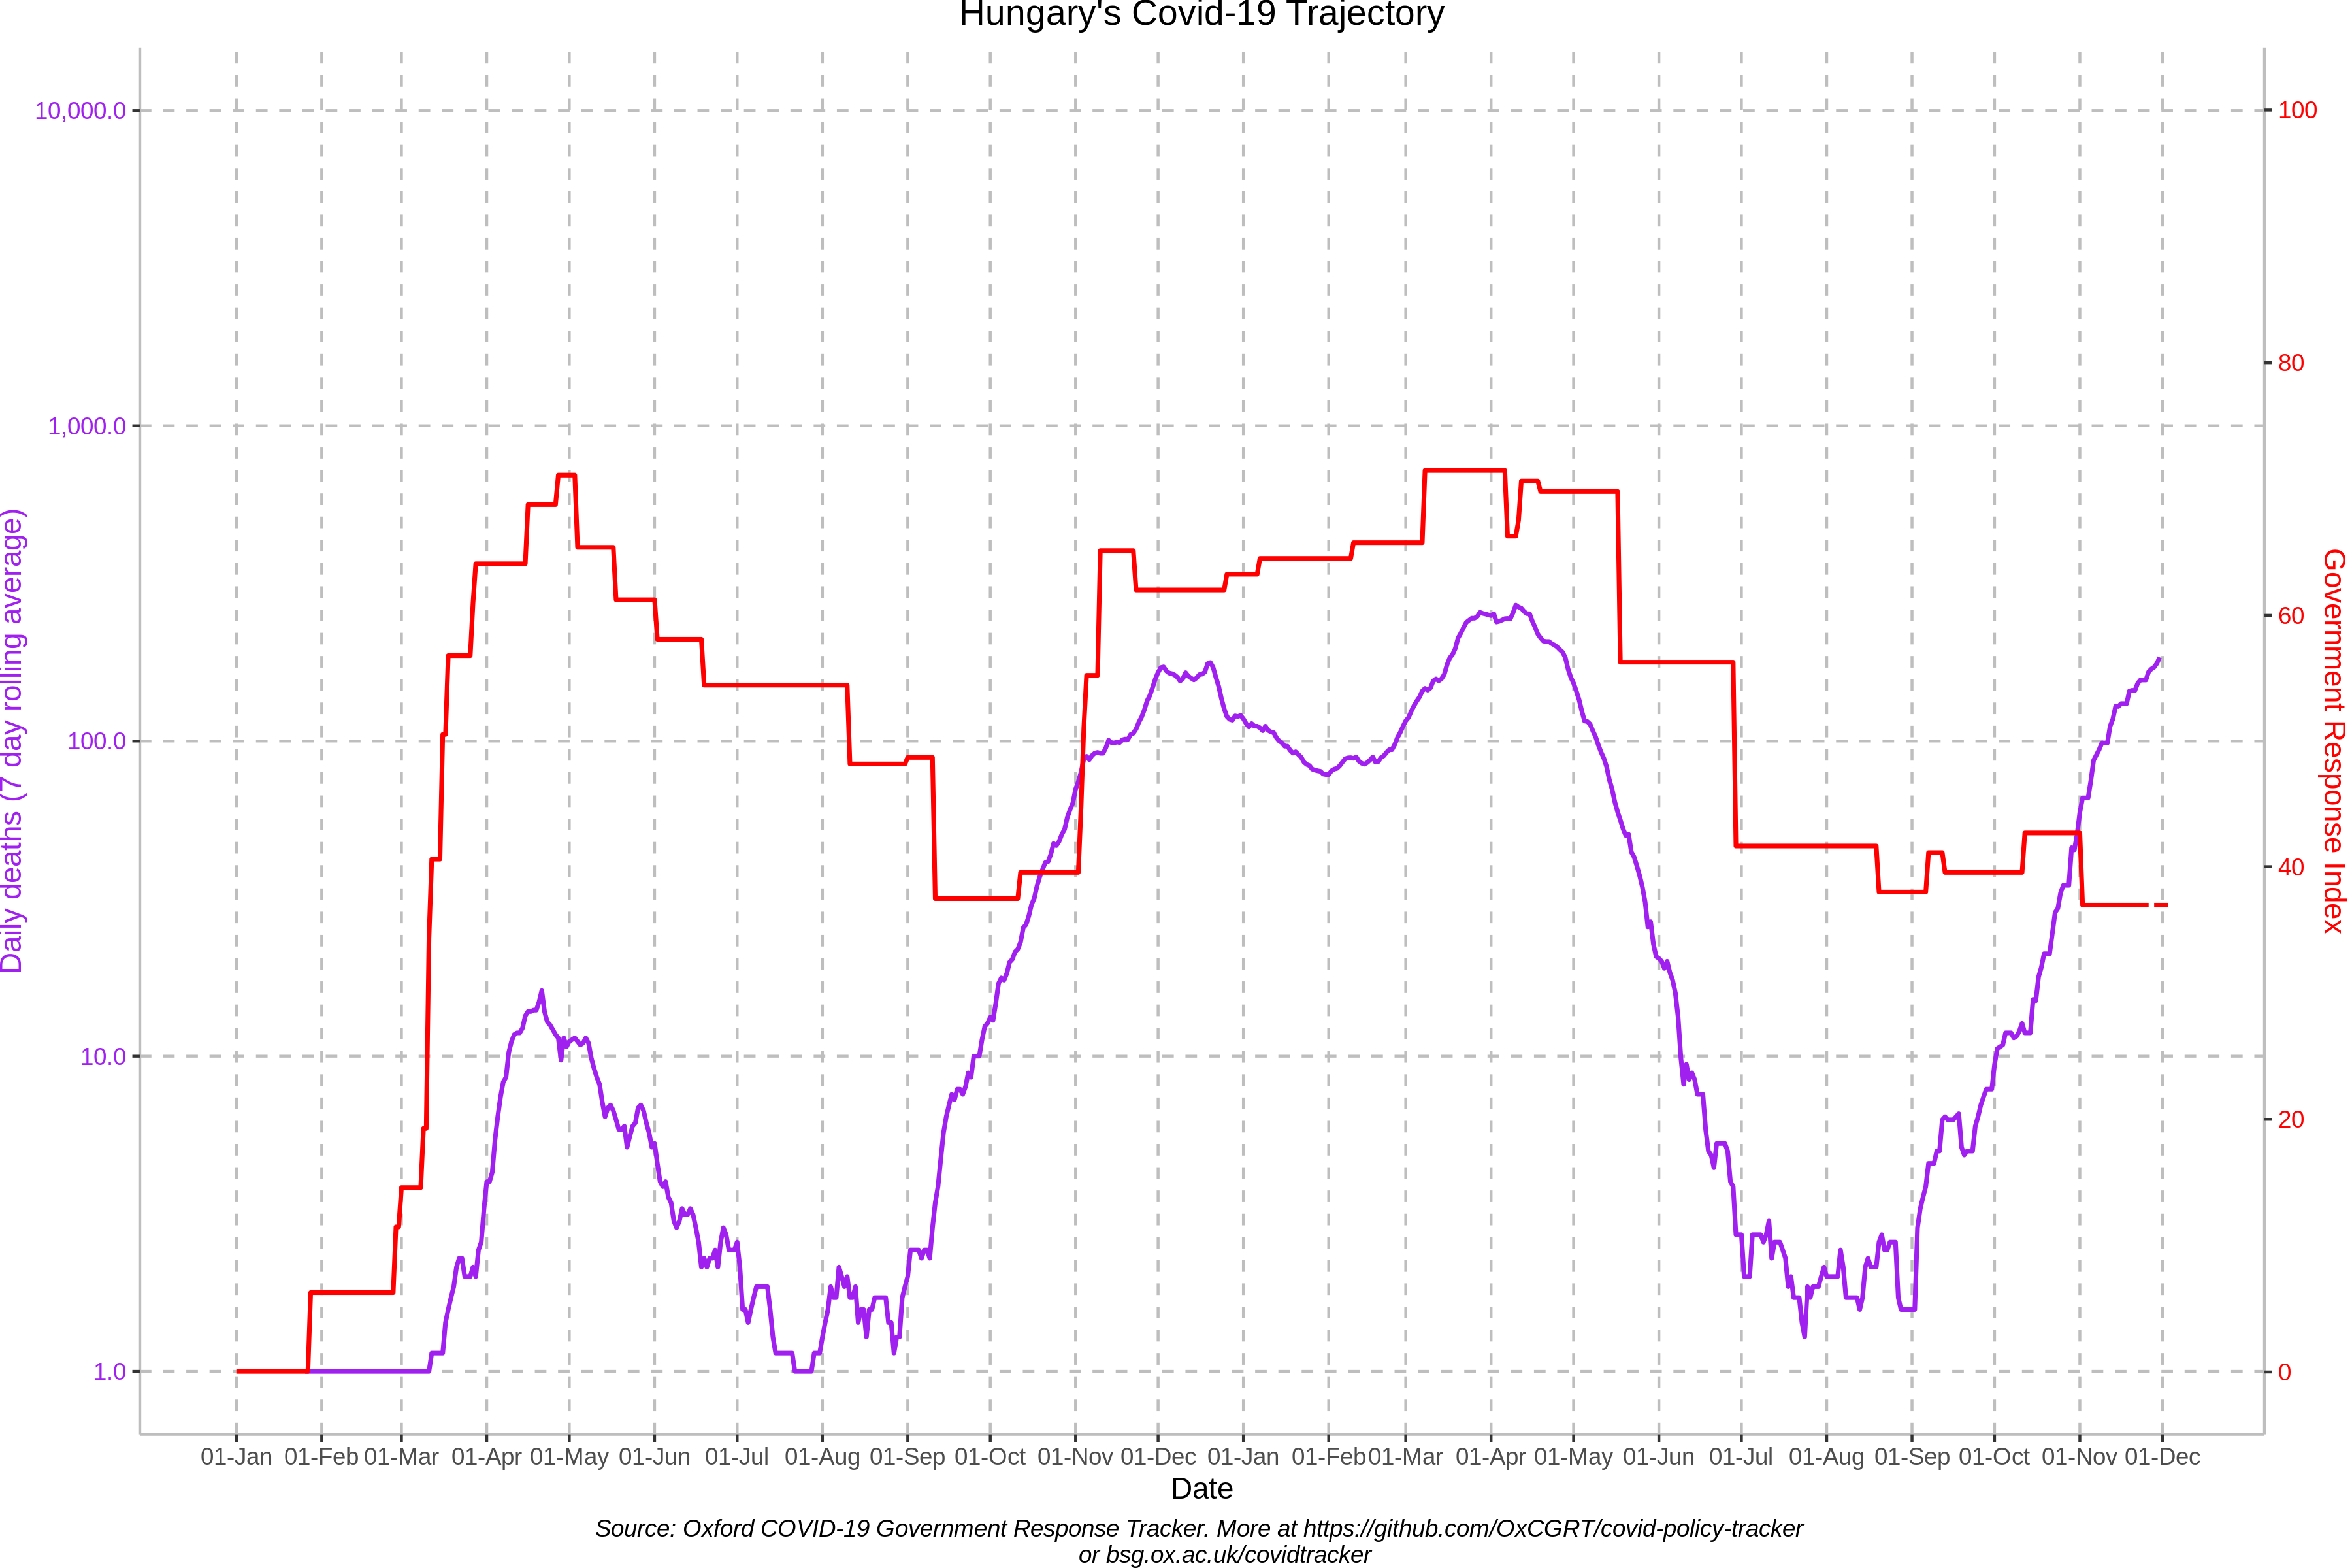 Hungary's Covid-19 Trajectory
10,000.0
1,000.0
100.0
10.0
1.0
Daily deaths (7 day rolling average)
100
80
60
40
20
0
Government Response Index
01-Jan 01-Feb 01-Mar 01-Apr 01-May 01-Jun 01-Jul 01-Aug 01-Sep 01-Oct 01-Nov 01-Dec 01-Jan 01-Feb 01-Mar 01-Apr 01-May 01-Jun 01-Jul 01-Aug 01-Sep 01-Oct 01-Nov 01-Dec
Date
Source: Oxford COVID-19 Government Response Tracker. More at https://github.com/OxCGRT/covid-policy-tracker
or bsg.ox.ac.uk/covidtracker